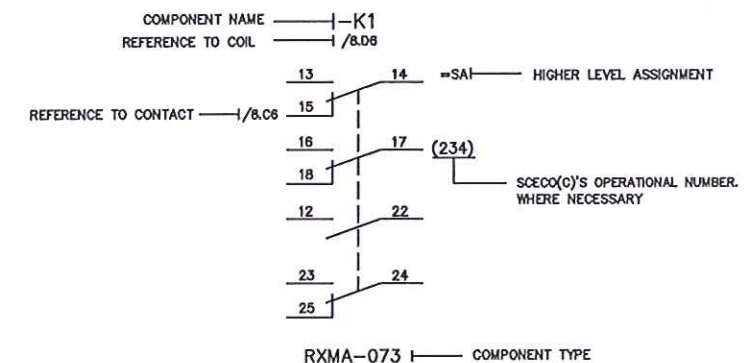 COMPONENT NAME -K1
REFERENCE TO COIL /8.D6
13 14 =SA HIGHER LEVEL ASSIGNMENT
REFERENCE TO CONTACT /8.C6 15
16 17 (234)
18
SCECO(C)'S OPERATIONAL NUMBER.
WHERE NECESSARY
12 22
23 24
25
RXMA-073 COMPONENT TYPE